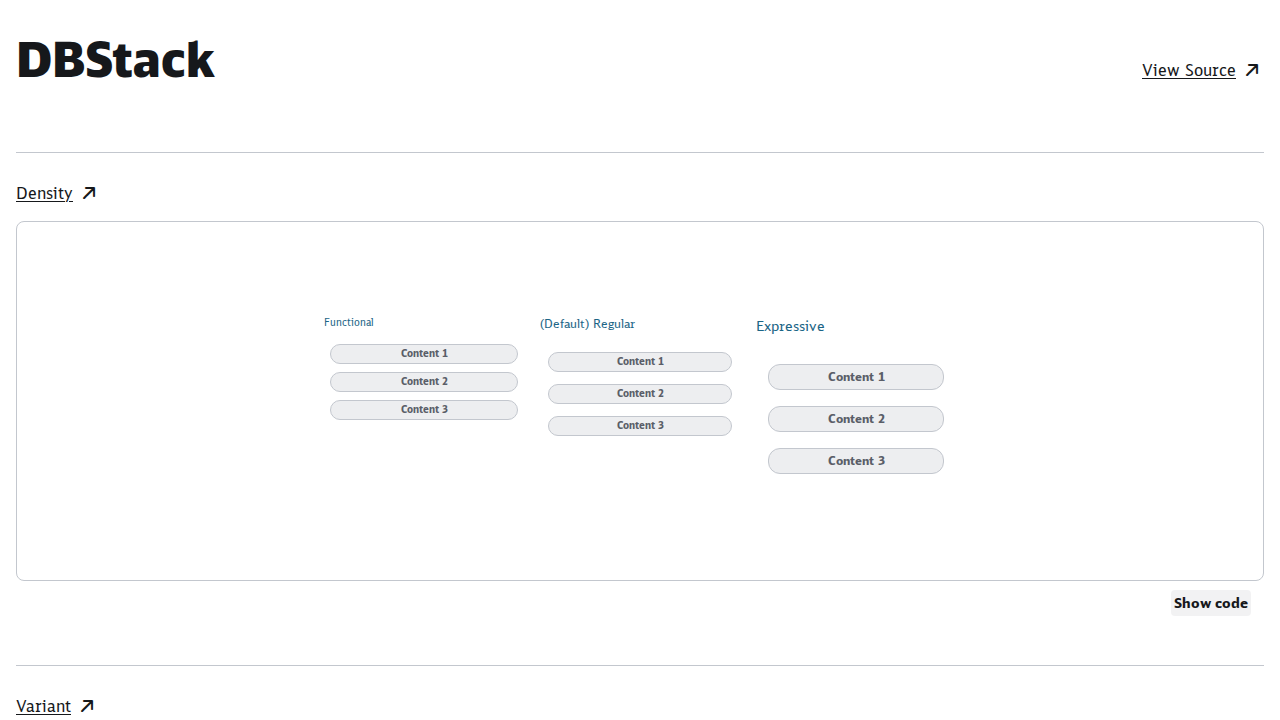 DBStack
View Source
Density
Functional
Content 1
Content 2
Content 3
(Default) Regular
Content 1
Content 2
Content 3
Expressive
Content 1
Content 2
Content 3
Show code
Variant